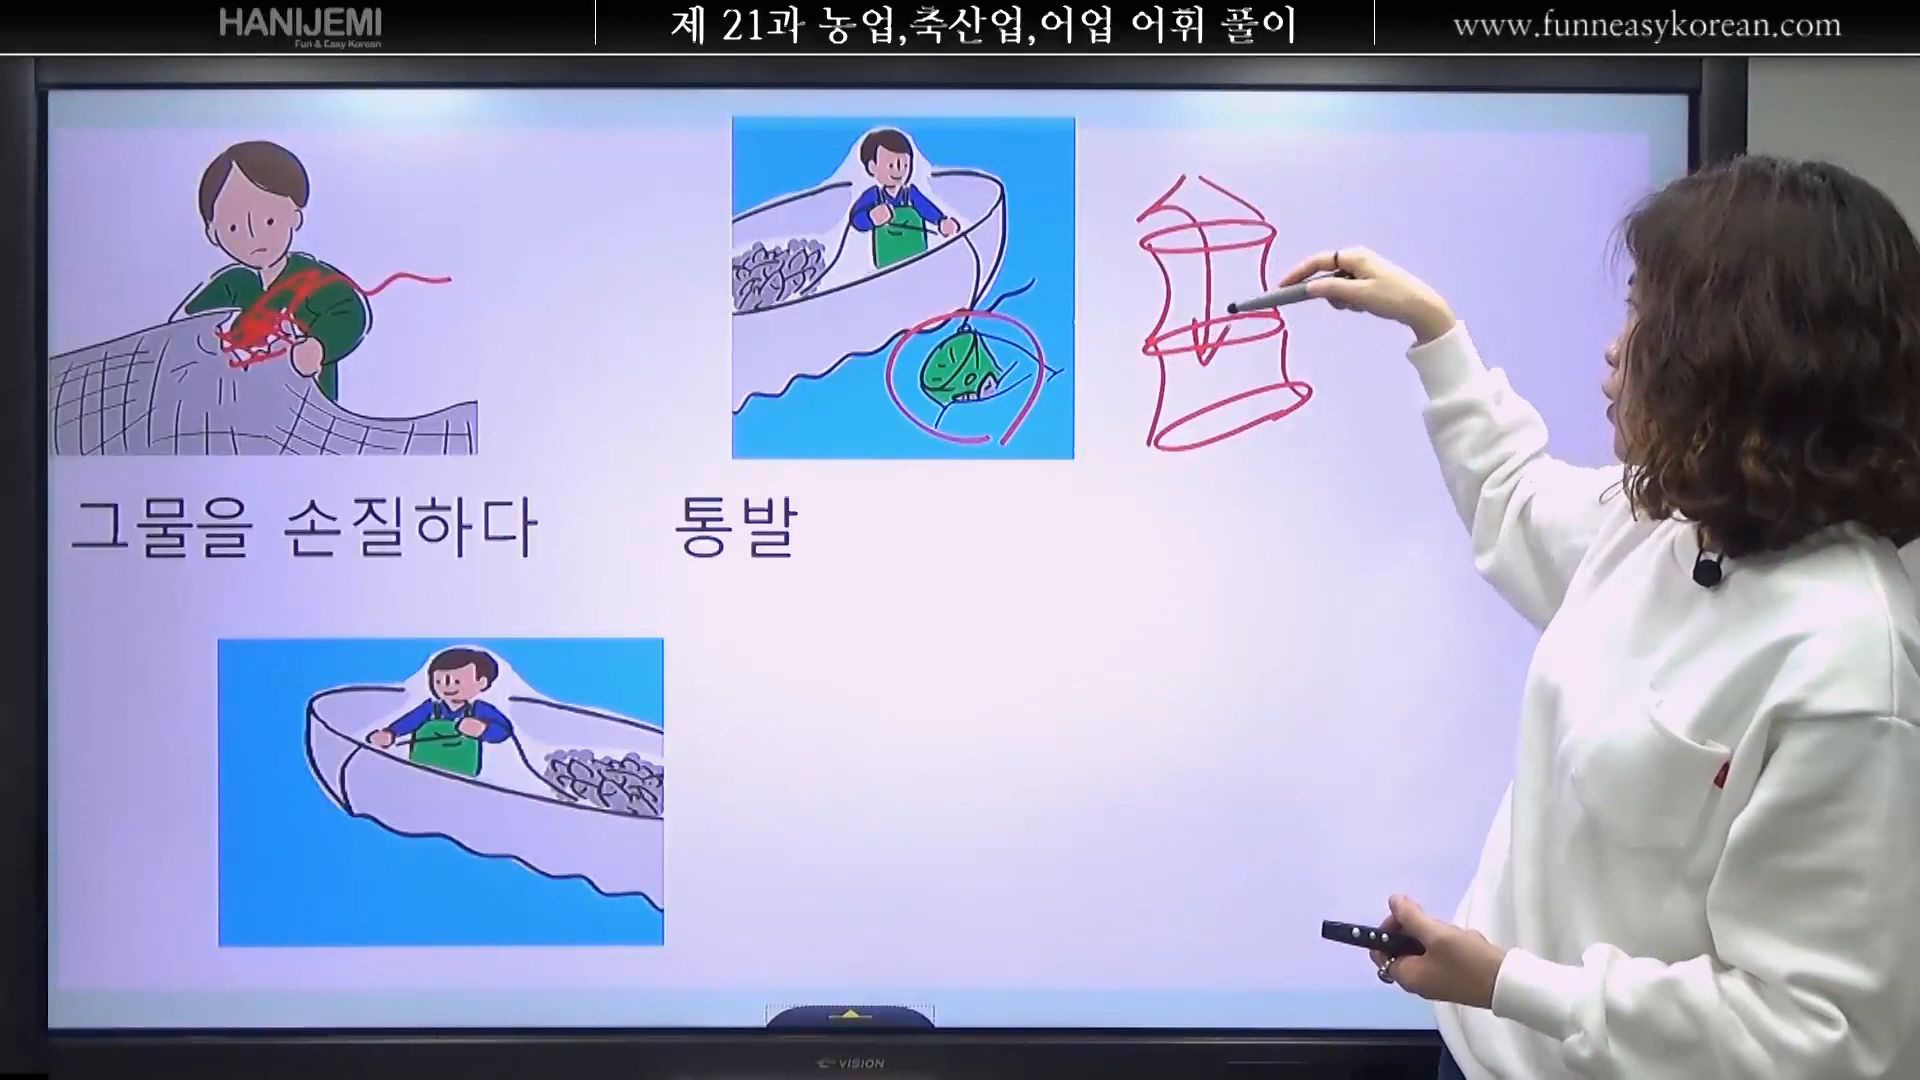 HANIJEMI
Fun & Easy Korean
제 21과 농업,축산업,어업 어휘 풀이
www.funneasykorean.com
그물을 손질하다
통발
VISION